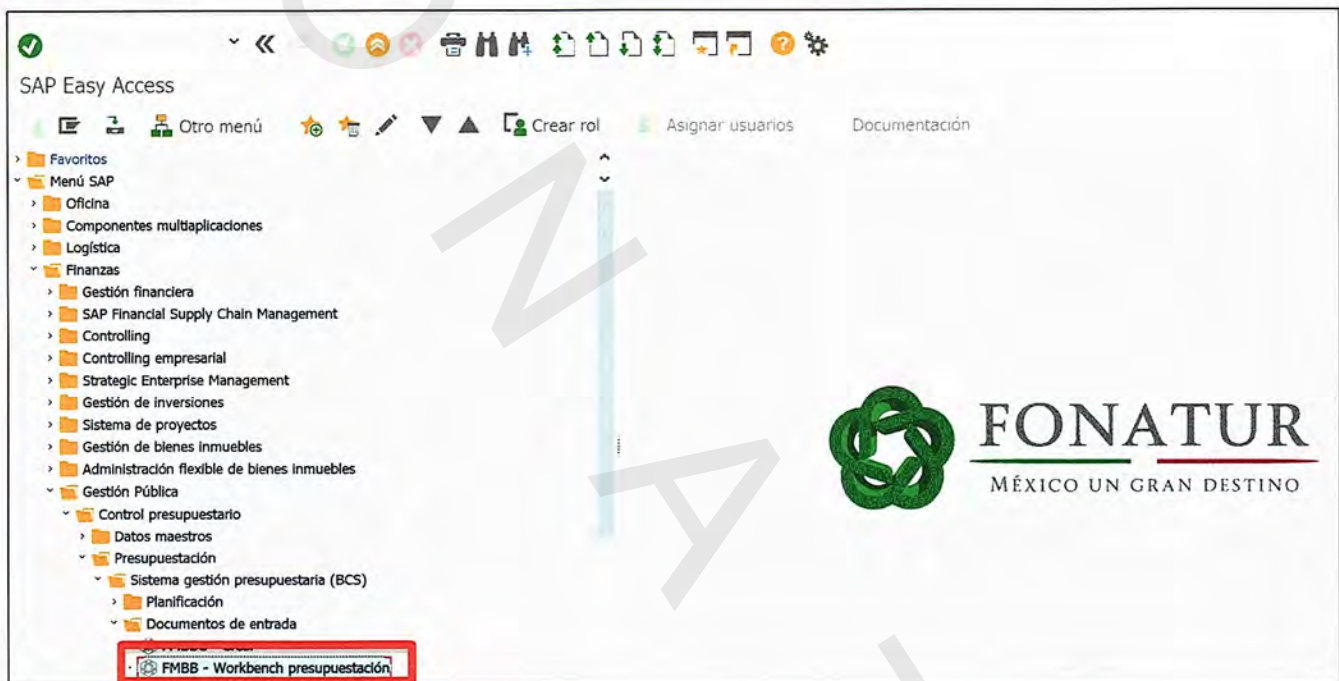 SAP Easy Access
Otro menú Crear rol Asignar usuarios Documentación
Favoritos
Menú SAP
Oficina
Componentes multiaplicaciones
Logística
Finanzas
Gestión financiera
SAP Financial Supply Chain Management
Controlling
Controlling empresarial
Strategic Enterprise Management
Gestión de inversiones
Sistema de proyectos
Gestión de bienes inmuebles
Administración flexible de bienes inmuebles
Gestión Pública
Control presupuestario
Datos maestros
Presupuestación
Sistema gestión presupuestaria (BCS)
Planificación
Documentos de entrada
FMBB - Workbench presupuestación
FONATUR
MÉXICO UN GRAN DESTINO